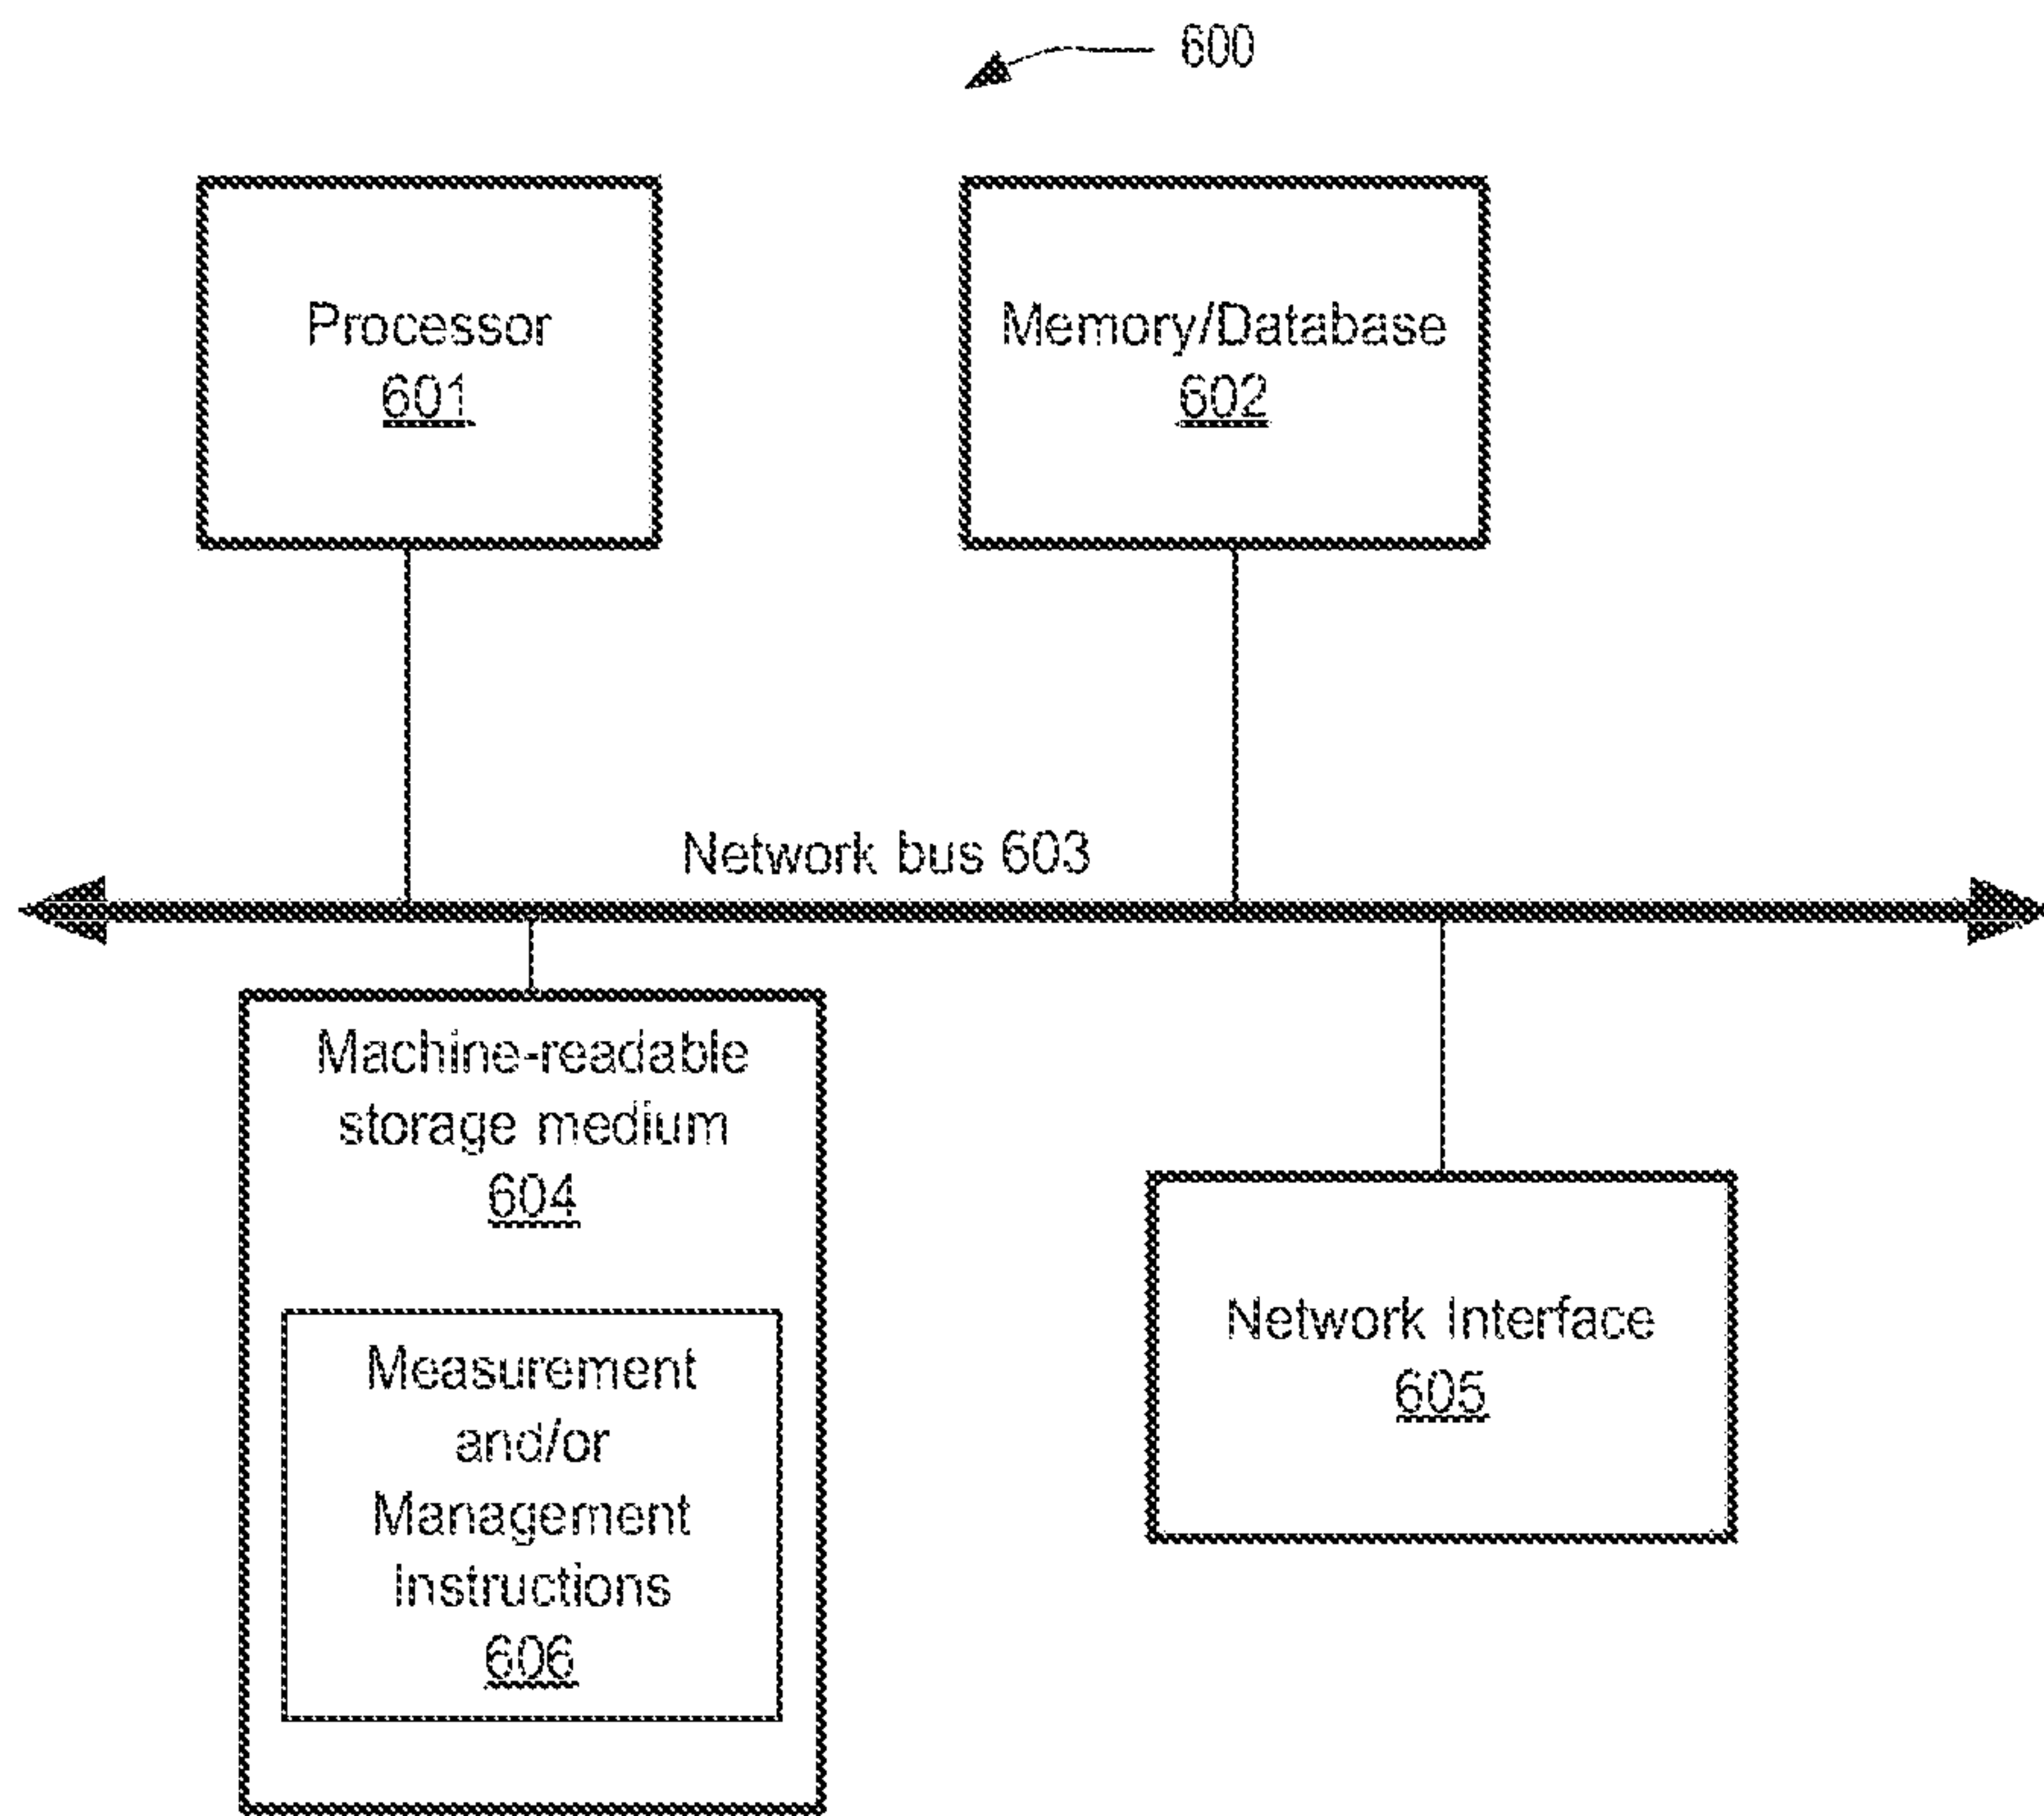 600
Processor
601
Memory/Database
602
Network bus 603
Machine-readable
storage medium
604
Measurement
and/or
Management
Instructions
606
Network Interface
605